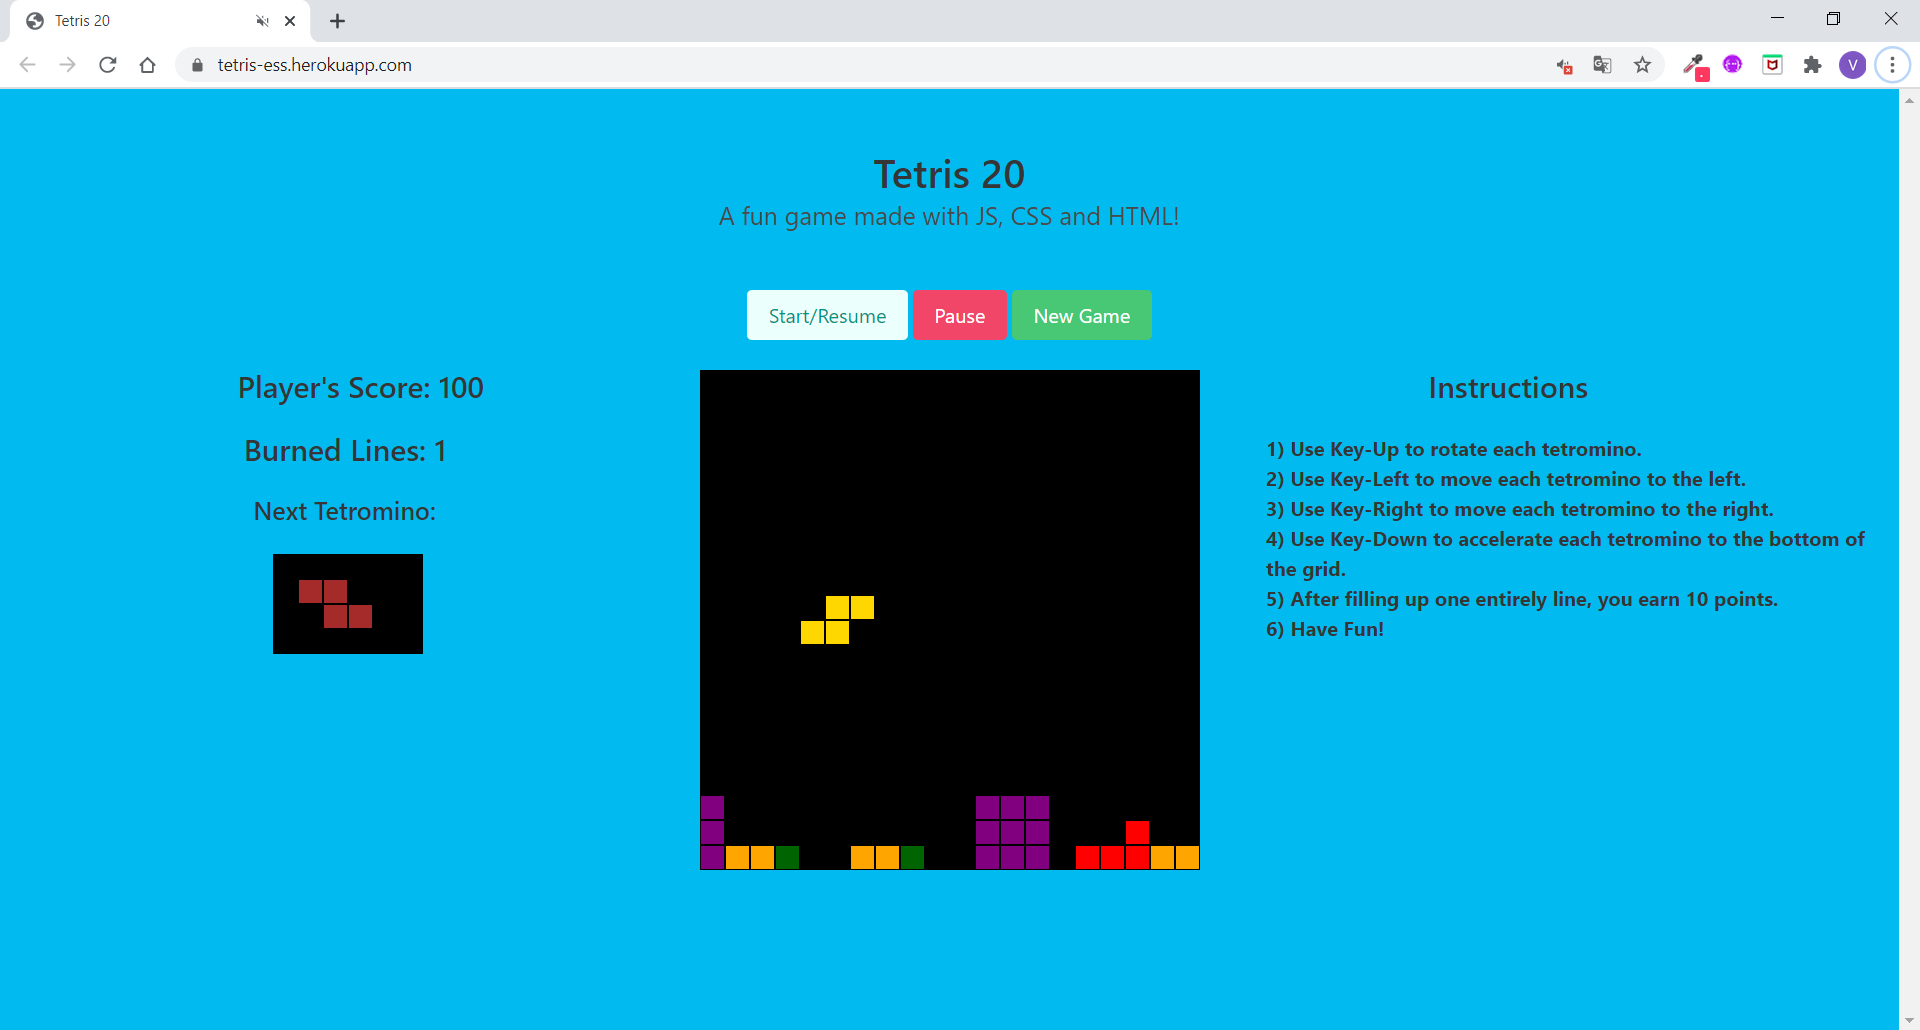 Tetris 20
tetris-ess.herokuapp.com
V
Tetris 20
A fun game made with JS, CSS and HTML!
Start/Resume
Pause
New Game
Player's Score: 100
Burned Lines: 1
Next Tetromino:
Instructions
1) Use Key-Up to rotate each tetromino.
2) Use Key-Left to move each tetromino to the left.
3) Use Key-Right to move each tetromino to the right.
4) Use Key-Down to accelerate each tetromino to the bottom of
the grid.
5) After filling up one entirely line, you earn 10 points.
6) Have Fun!